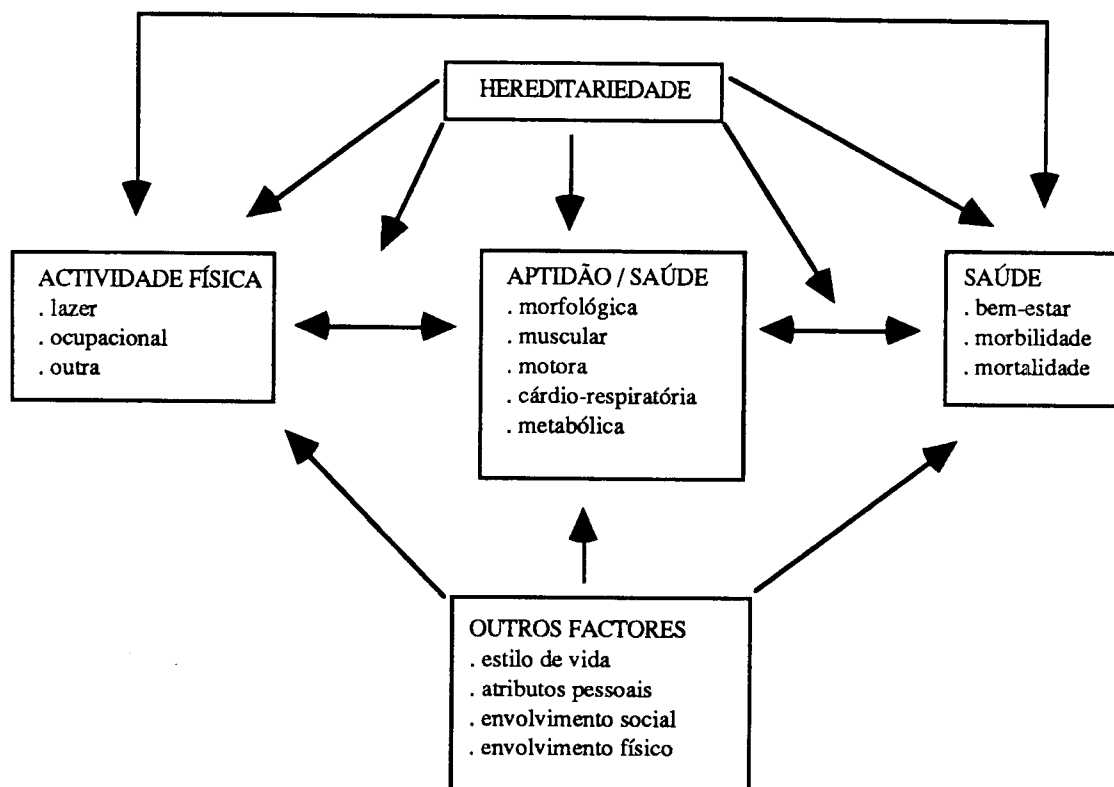 HEREDITARIEDADE
ACTIVIDADE FÍSICA
. lazer
. ocupacional
. outra
APTIDÃO / SAÚDE
. morfológica
. muscular
. motora
. cárdio-respiratória
. metabólica
SAÚDE
. bem-estar
. morbilidade
. mortalidade
OUTROS FACTORES
. estilo de vida
. atributos pessoais
. envolvimento social
. envolvimento físico